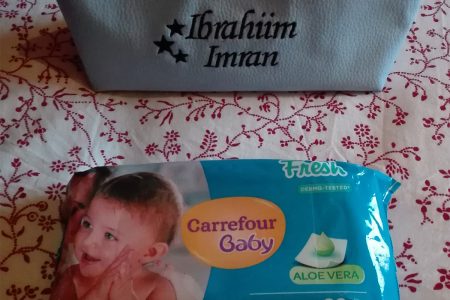 Ibrahiim
Imran
Fresh
DERMO-TESTED
Carrefour
Baby
ALOE VERA